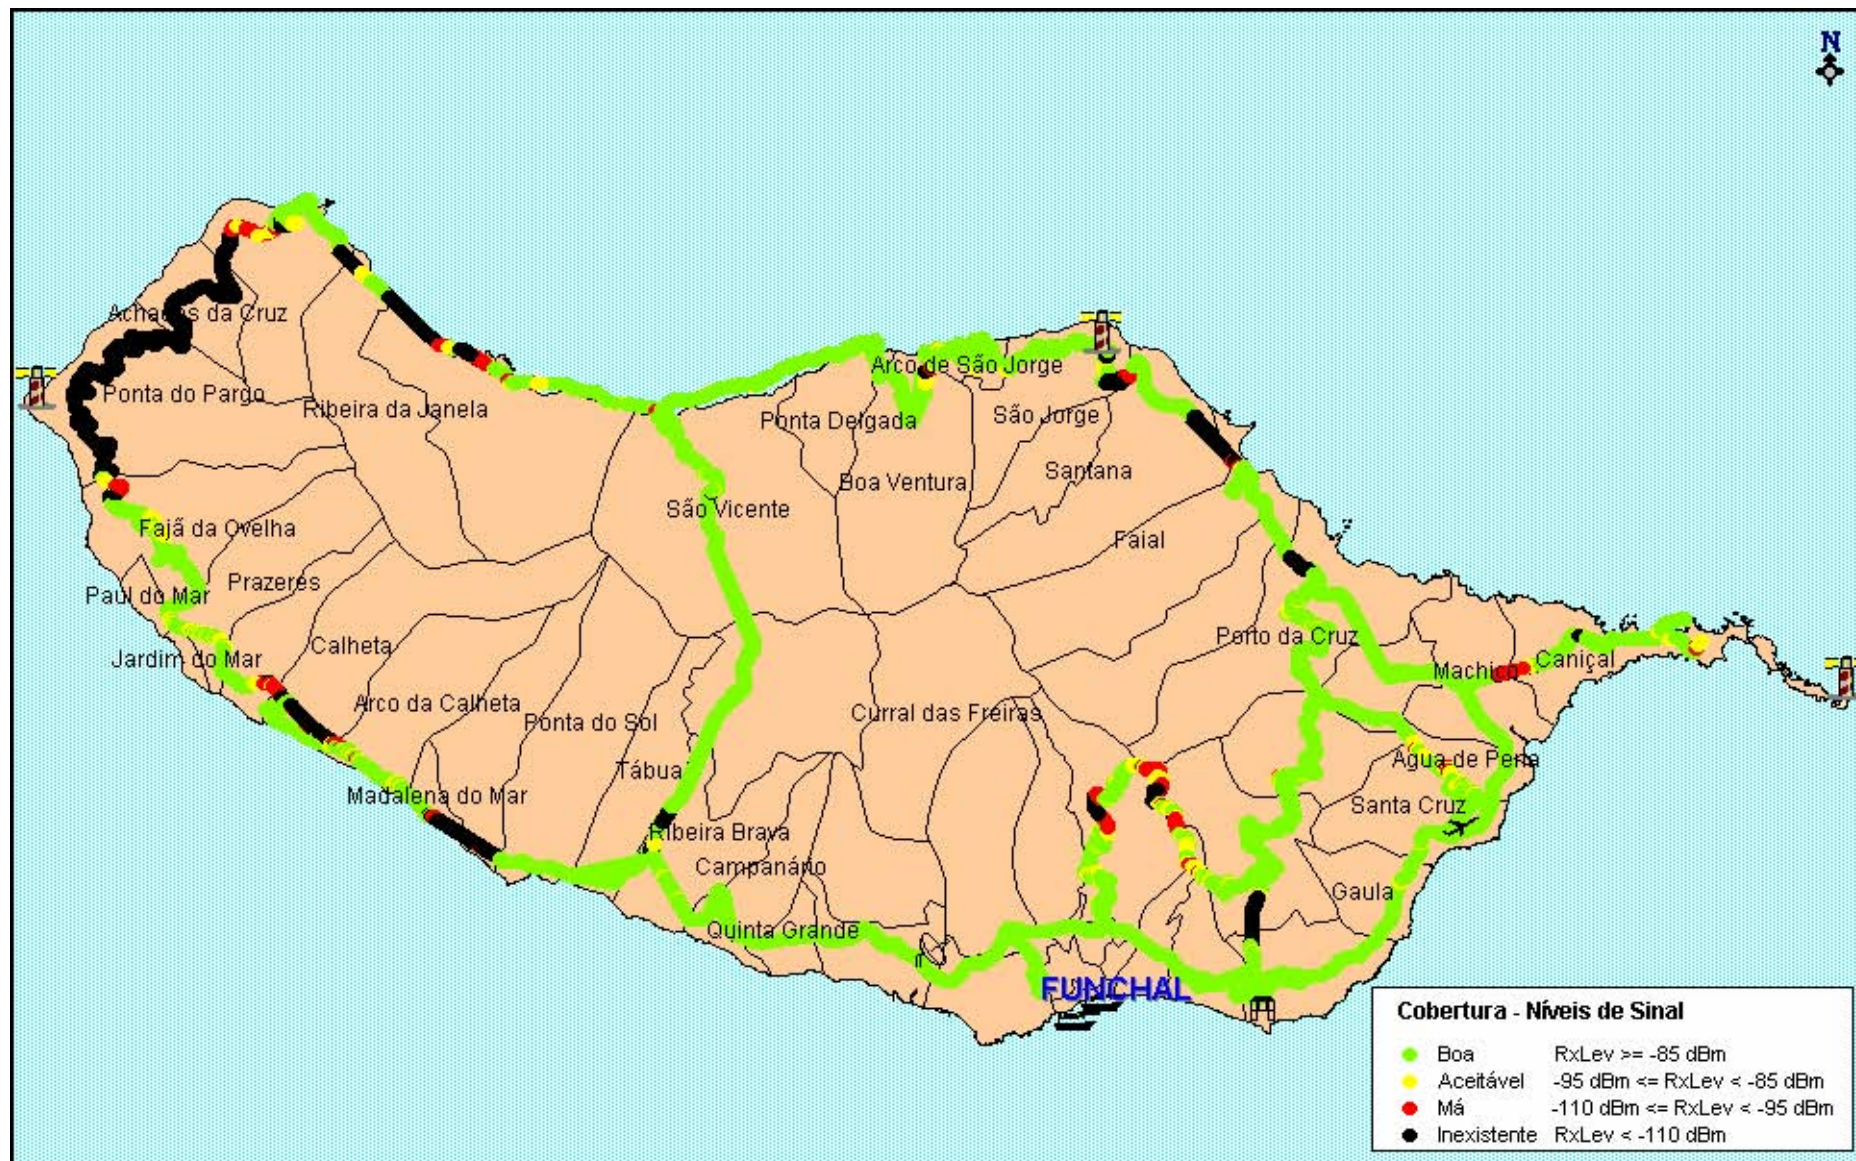 N
Achadas da Cruz
Ponta do Pargo
Ribeira da Janela
Arco de São Jorge
Ponta Delgada
São Jorge
Santana
Boa Ventura
São Vicente
Faial
Fajã da Ovelha
Prazeres
Paul do Mar
Calheta
Jardim do Mar
Porto da Cruz
Machico
Caniçal
Arco da Calheta
Ponta do Sol
Curral das Freiras
Tábua
Água de Pena
Madalena do Mar
Santa Cruz
Ribeira Brava
Campanário
Gaula
Quinta Grande
FUNCHAL
Cobertura - Níveis de Sinal
Boa RxLev >= -85 dBm
Aceitável -95 dBm <= RxLev < -85 dBm
Má -110 dBm <= RxLev < -95 dBm
Inexistente RxLev < -110 dBm